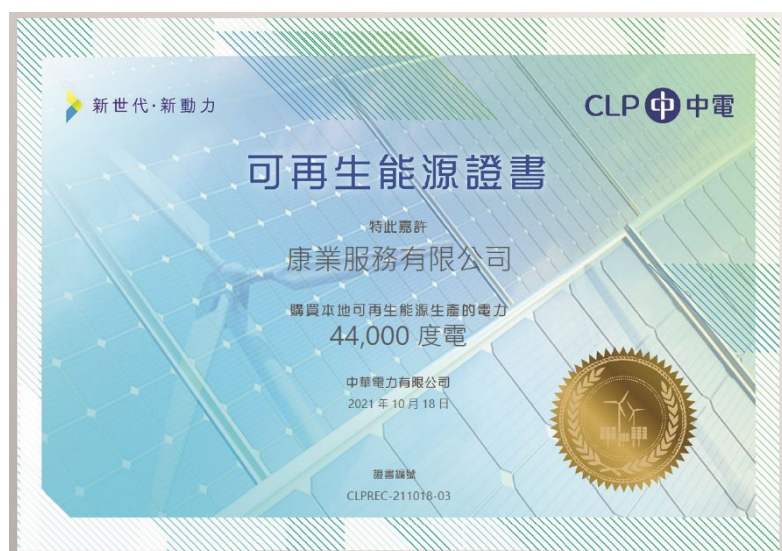 新世代·新動力
CLP 中 中電
可再生能源證書
特此嘉許
康業服務有限公司
購買本地可再生能源生產的電力
44,000 度電
中華電力有限公司
2021 年 10 月 18 日
證書編號
CLPREC-211018-03